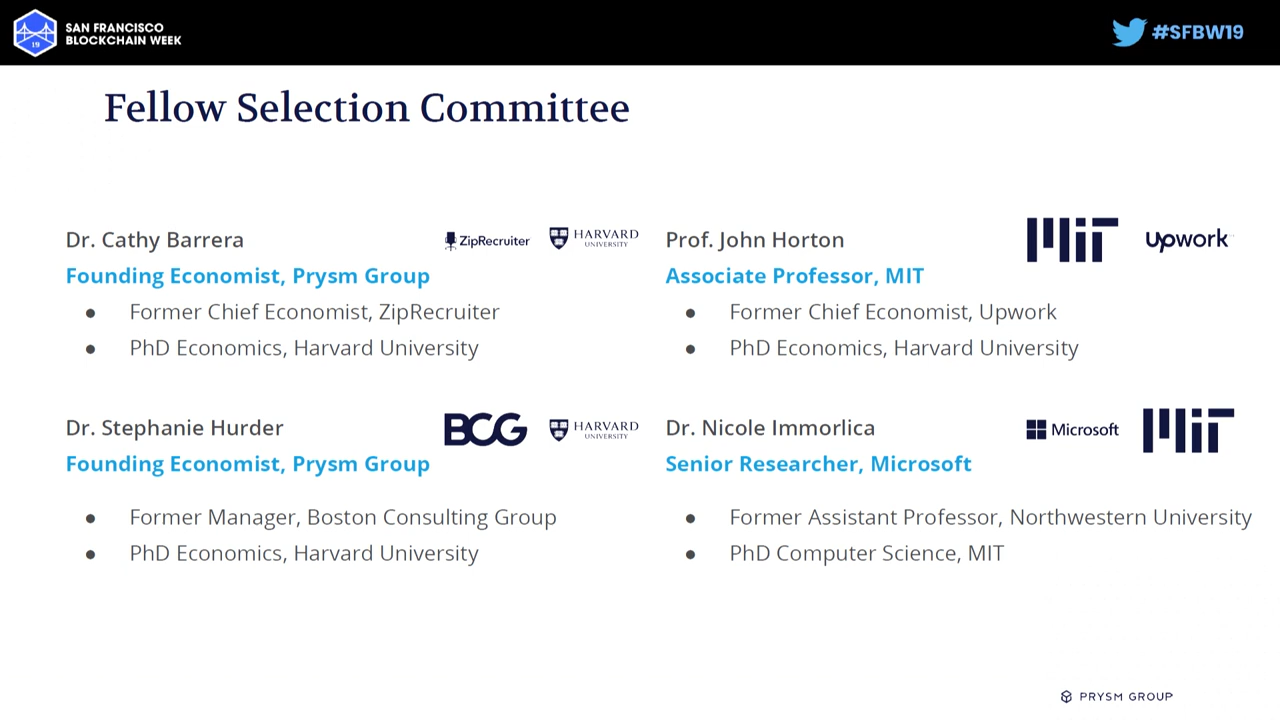 SAN FRANCISCO
BLOCKCHAIN WEEK
19
#SFBW19
Fellow Selection Committee
Dr. Cathy Barrera
ZipRecruiter
HARVARD
UNIVERSITY
Founding Economist, Prysm Group
● Former Chief Economist, ZipRecruiter
● PhD Economics, Harvard University
Prof. John Horton
MIT
Upwork
Associate Professor, MIT
● Former Chief Economist, Upwork
● PhD Economics, Harvard University
Dr. Stephanie Hurder
BCG
HARVARD
UNIVERSITY
Founding Economist, Prysm Group
● Former Manager, Boston Consulting Group
● PhD Economics, Harvard University
Dr. Nicole Immorlica
Microsoft
MIT
Senior Researcher, Microsoft
● Former Assistant Professor, Northwestern University
● PhD Computer Science, MIT
PRYSM GROUP